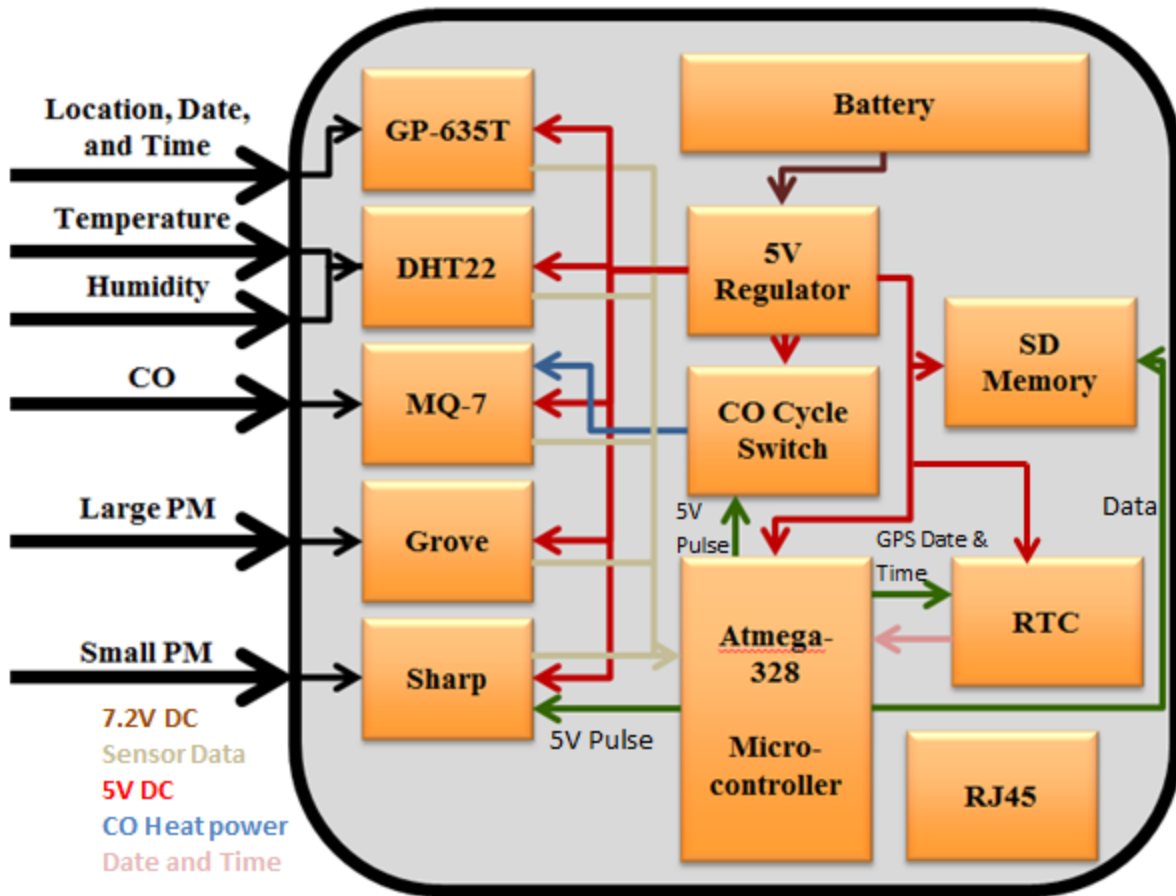 Location, Date,
and Time
Temperature
Humidity
CO
Large PM
Small PM
7.2V DC
Sensor Data
5V DC
CO Heat power
Date and Time
GP-635T
DHT22
MQ-7
Grove
Sharp
Battery
5V
Regulator
CO Cycle
Switch
SD
Memory
5V
Pulse
GPS Date &
Time
Data
Atmega-
328
Micro-
controller
RTC
5V Pulse
RJ45